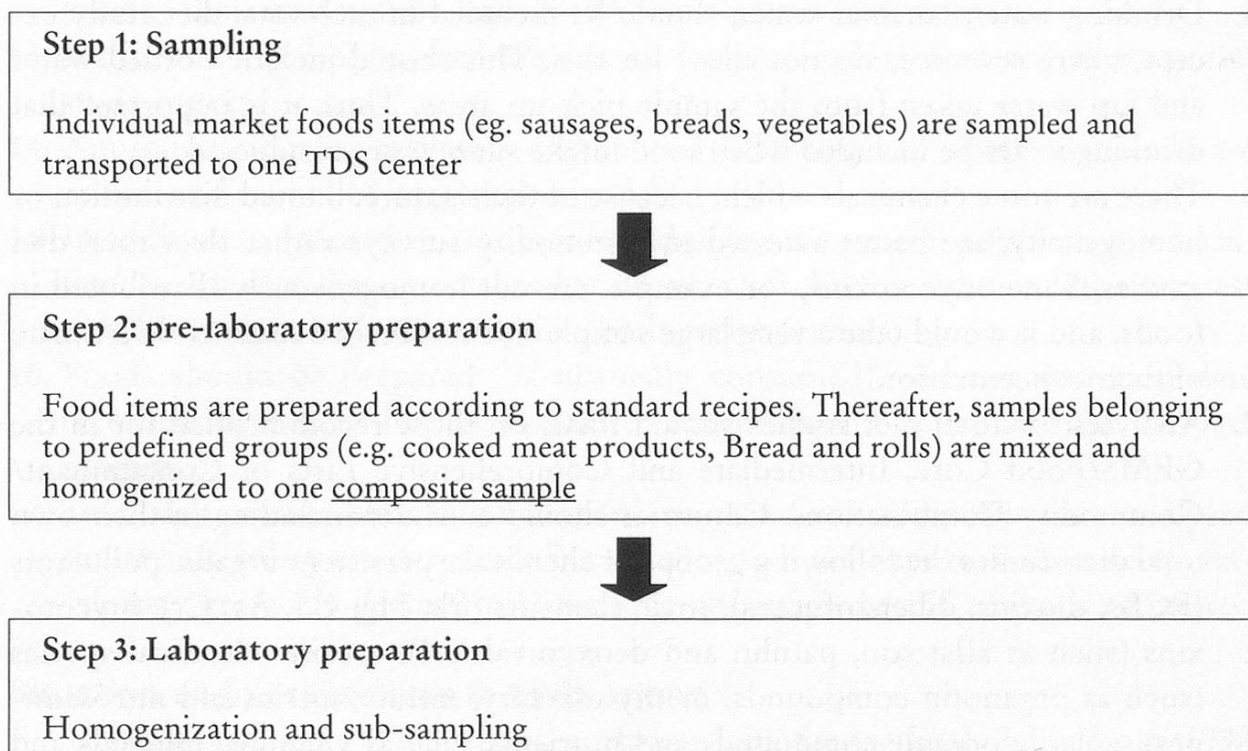 Step 1: Sampling
Individual market foods items (eg. sausages, breads, vegetables) are sampled and
transported to one TDS center
Step 2: pre-laboratory preparation
Food items are prepared according to standard recipes. Thereafter, samples belonging
to predefined groups (e.g. cooked meat products, Bread and rolls) are mixed and
homogenized to one composite sample
Step 3: Laboratory preparation
Homogenization and sub-sampling